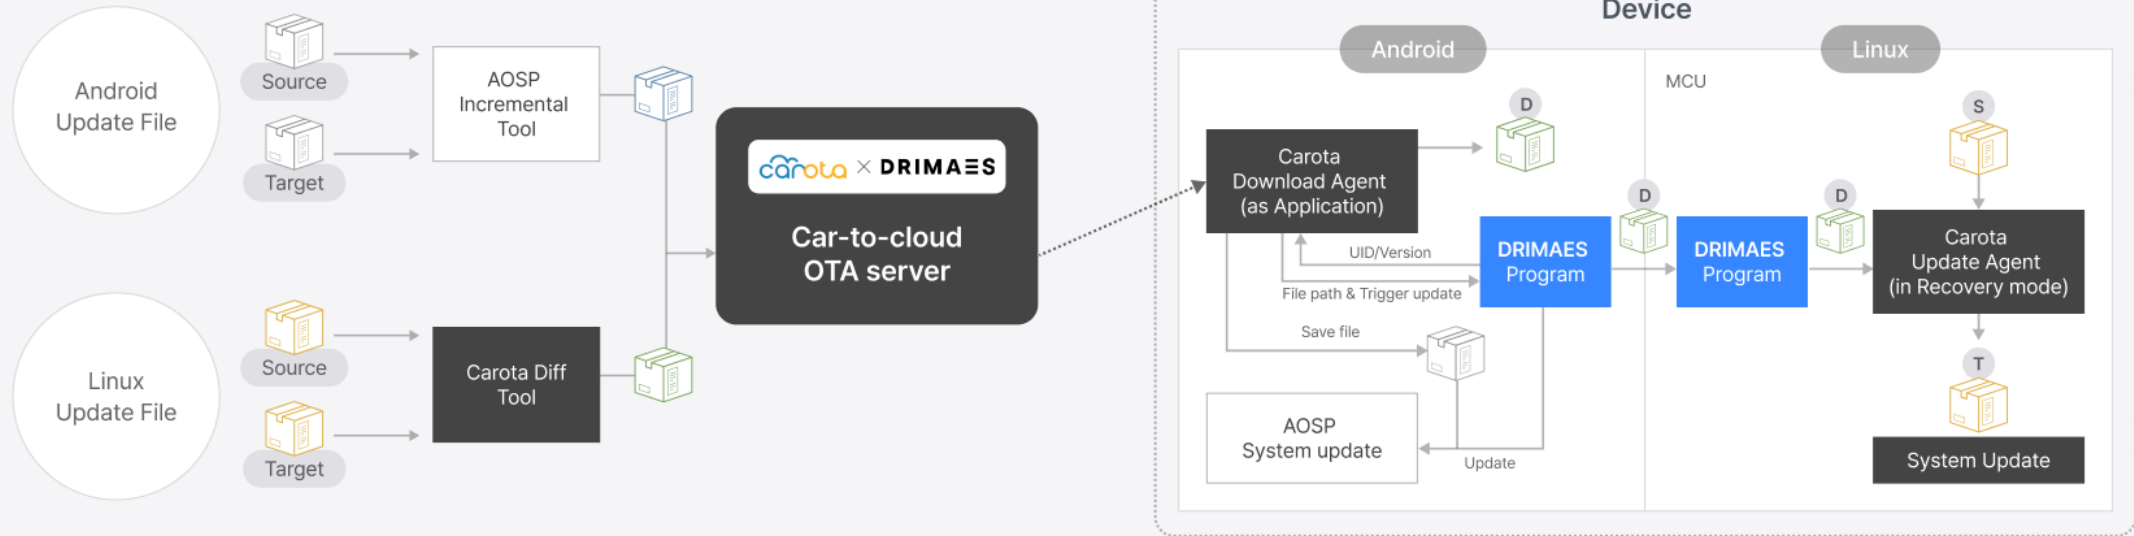 Android
Update File
Source
Target
AOSP
Incremental
Tool
Linux
Update File
Source
Target
Carota Diff
Tool
carota × DRIMAES
Car-to-cloud
OTA server
Device
Android
Linux
MCU
Carota
Download Agent
(as Application)
D
UID/Version
File path & Trigger update
Save file
DRIMAES
Program
D
DRIMAES
Program
D
S
Carota
Update Agent
(in Recovery mode)
T
System Update
AOSP
System update
Update